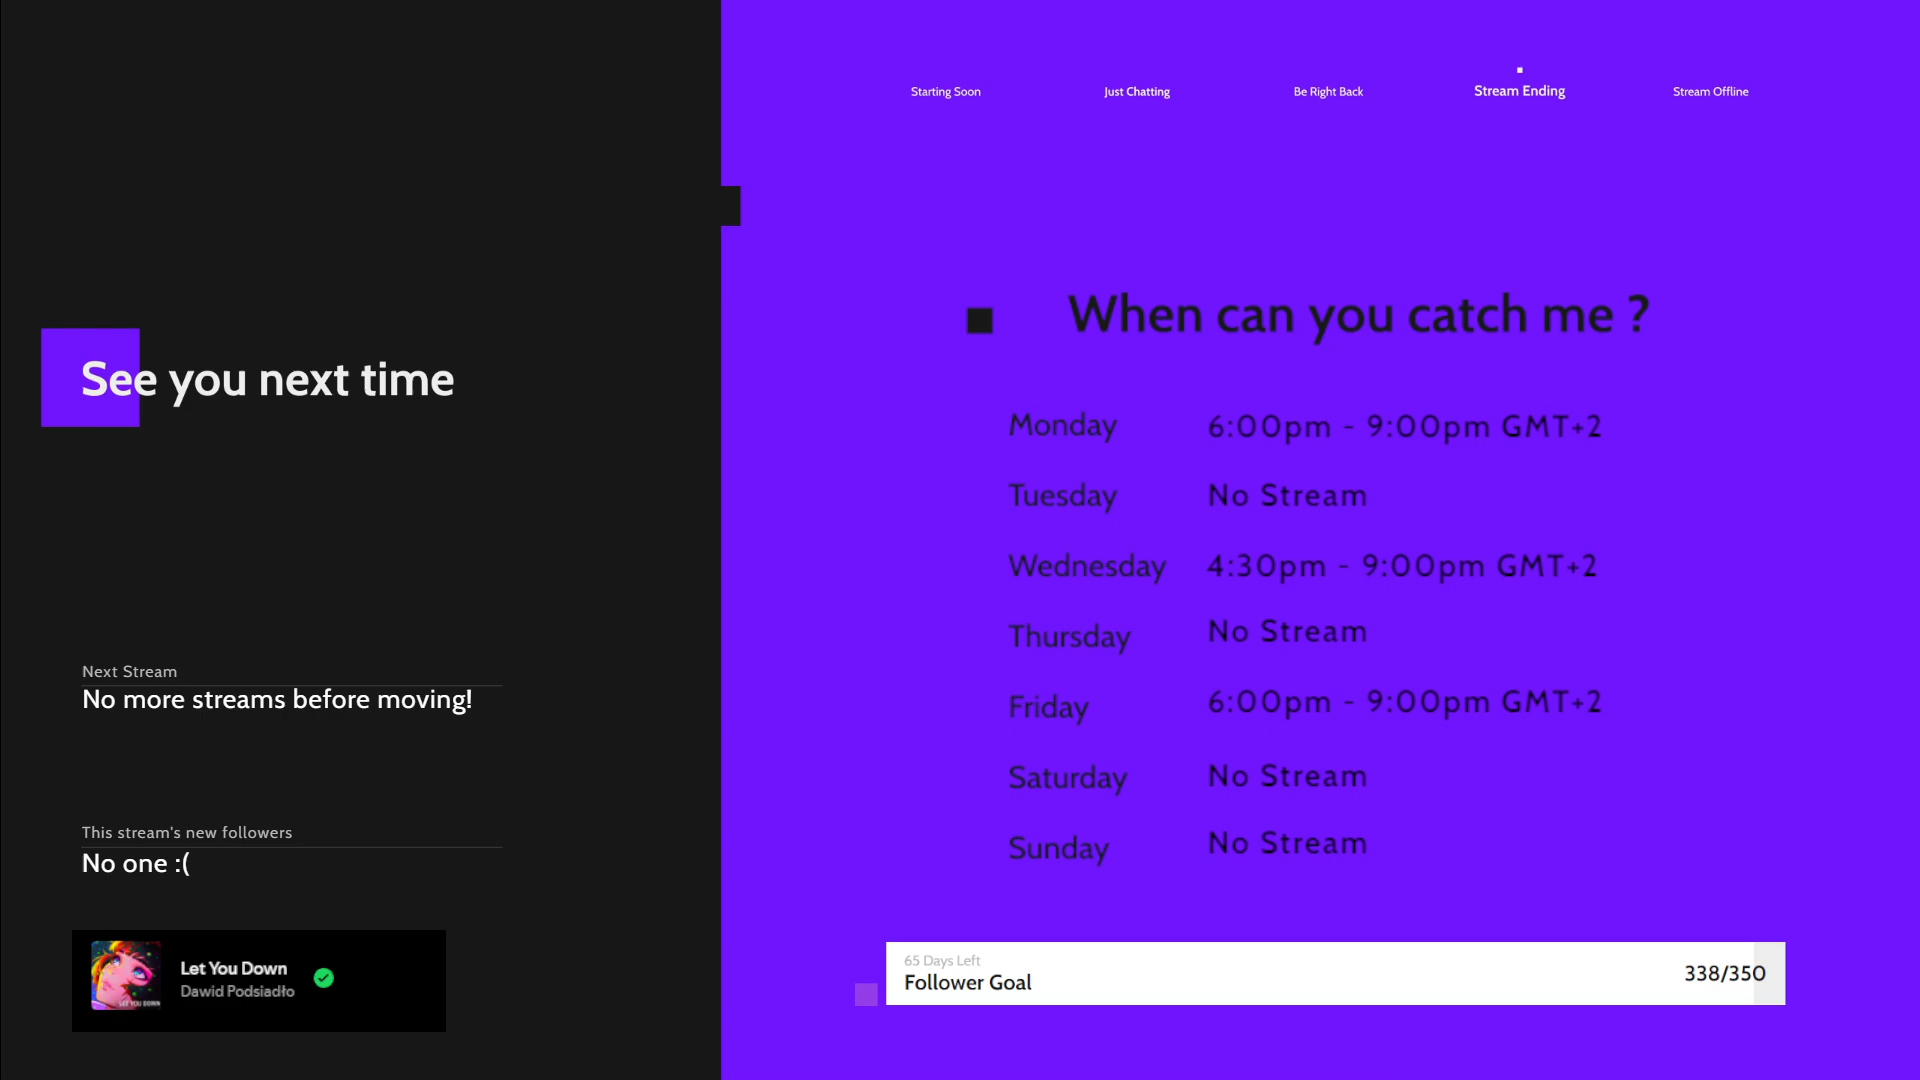 Starting Soon
Just Chatting
Be Right Back
Stream Ending
Stream Offline
See you next time
Next Stream
No more streams before moving!
This stream's new followers
No one :(
LET YOU DOWN
Let You Down
Dawid Podsiadło
When can you catch me ?
Monday 6:00pm - 9:00pm GMT+2
Tuesday No Stream
Wednesday 4:30pm - 9:00pm GMT+2
Thursday No Stream
Friday 6:00pm - 9:00pm GMT+2
Saturday No Stream
Sunday No Stream
65 Days Left
Follower Goal
338/350